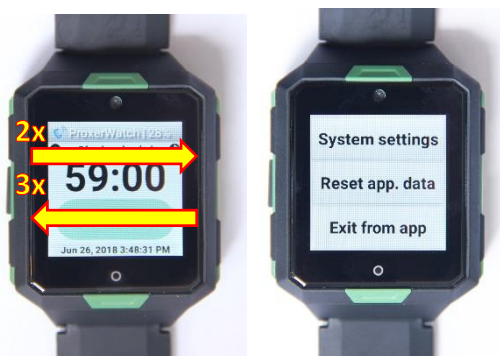 2x
ProxerWatch | 28
3x
59:00
Jun 26, 2018 3:48:31 PM
System settings
Reset app. data
Exit from app